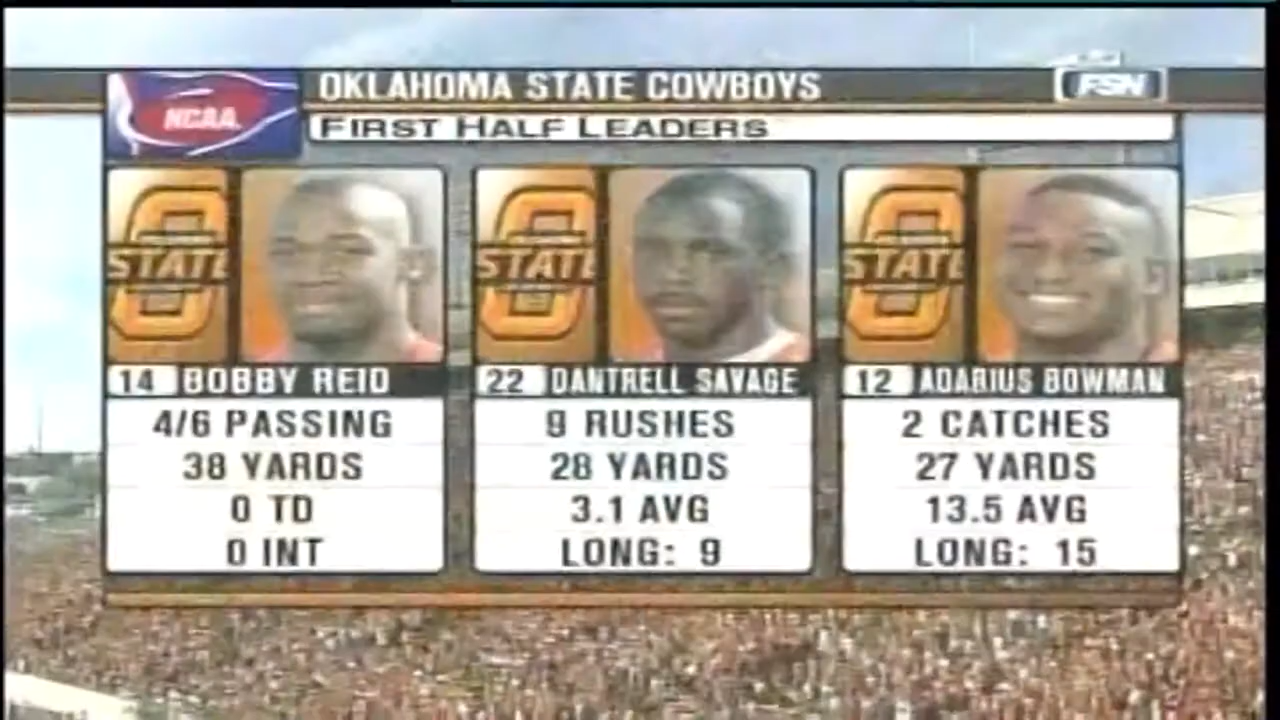 OKLAHOMA STATE COWBOYS
FSN
NCAA
FIRST HALF LEADERS
STATE
STATE
STATE
14 BOBBY REID
22 DANTRELL SAVAGE
12 ADARIUS BOWMAN
4/6 PASSING
9 RUSHES
2 CATCHES
38 YARDS
28 YARDS
27 YARDS
0 TD
3.1 AVG
13.5 AVG
0 INT
LONG: 9
LONG: 15